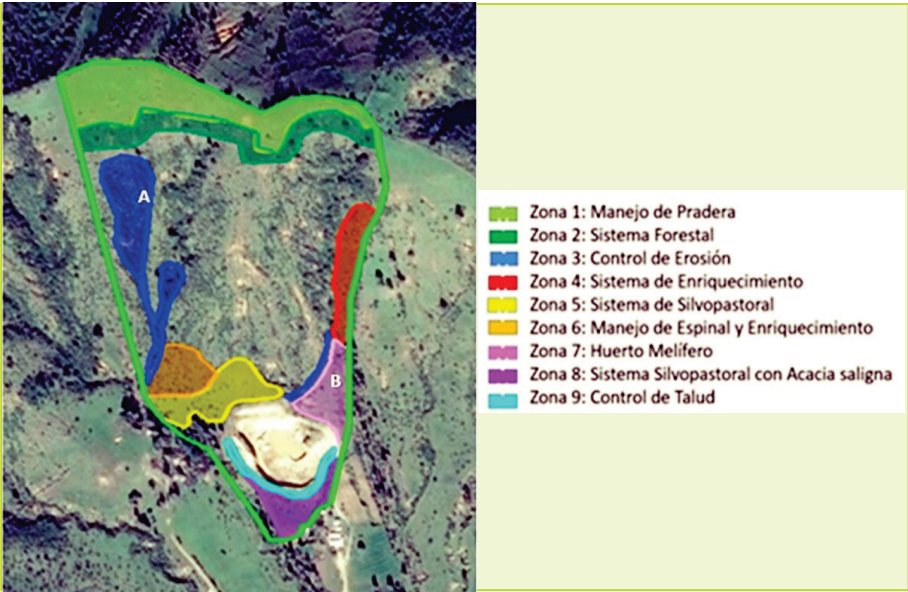 A
B
Zona 1: Manejo de Pradera
Zona 2: Sistema Forestal
Zona 3: Control de Erosión
Zona 4: Sistema de Enriquecimiento
Zona 5: Sistema de Silvopastoral
Zona 6: Manejo de Espinal y Enriquecimiento
Zona 7: Huerto Melífero
Zona 8: Sistema Silvopastoral con Acacia saligna
Zona 9: Control de Talud